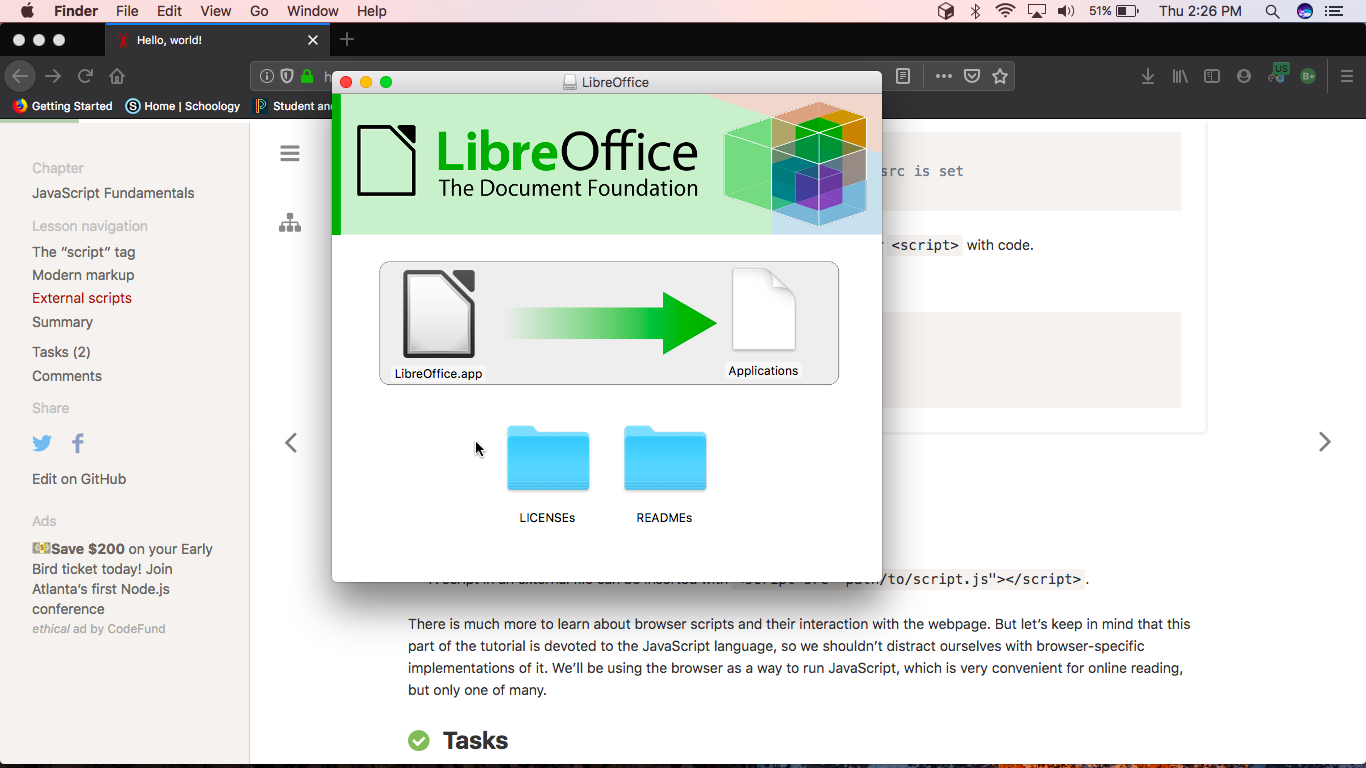 Finder File Edit View Go Window Help 51% Thu 2:26 PM
Hello, world!
US
B+
Getting Started Home | Schoology Student
LibreOffice
LibreOffice
The Document Foundation
LibreOffice.app Applications
LICENSEs READMEs
Chapter
JavaScript Fundamentals
Lesson navigation
The “script” tag
Modern markup
External scripts
Summary
Tasks (2)
Comments
Share
Edit on GitHub
Ads
Save $200 on your Early
Bird ticket today! Join
Atlanta’s first Node.js
conference
ethical ad by CodeFund
src is set
<script> with code.
/to/script.js"></script>.
There is much more to learn about browser scripts and their interaction with the webpage. But let’s keep in mind that this
part of the tutorial is devoted to the JavaScript language, so we shouldn’t distract ourselves with browser-specific
implementations of it. We’ll be using the browser as a way to run JavaScript, which is very convenient for online reading,
but only one of many.
Tasks